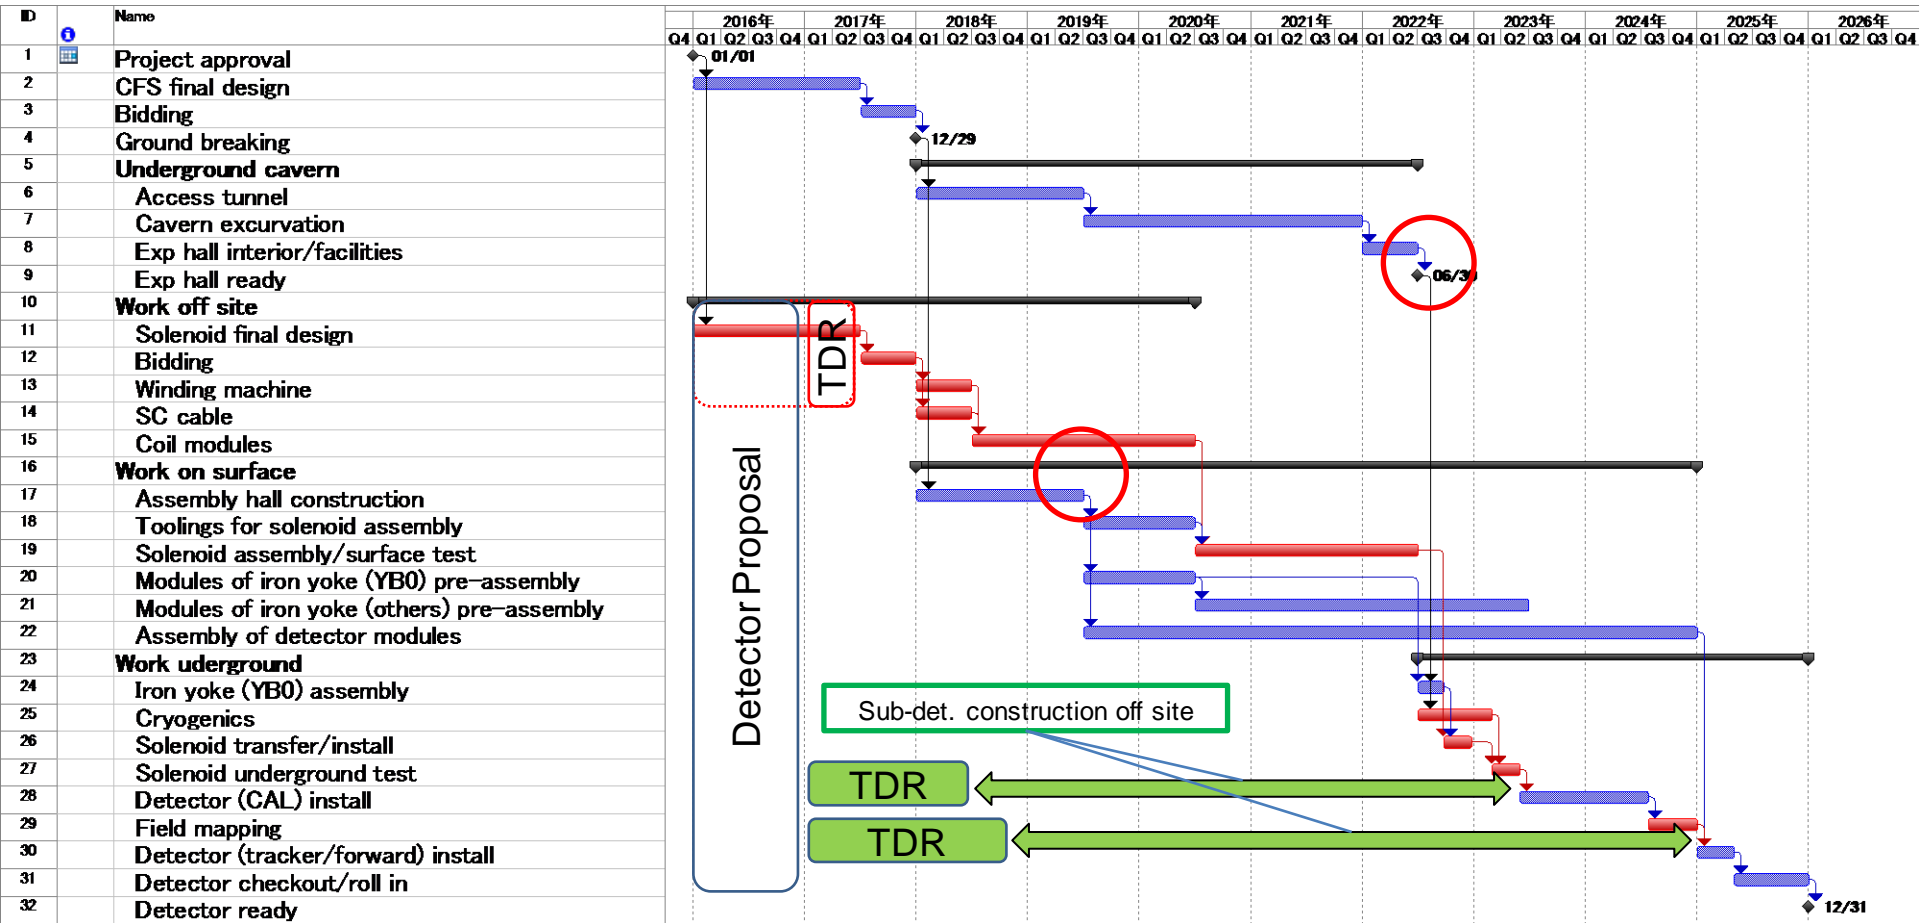 ID Name 2016年 2017年 2018年 2019年 2020年 2021年 2022年 2023年 2024年 2025年 2026年
Q4 Q1 Q2 Q3 Q4 Q1 Q2 Q3 Q4 Q1 Q2 Q3 Q4 Q1 Q2 Q3 Q4 Q1 Q2 Q3 Q4 Q1 Q2 Q3 Q4 Q1 Q2 Q3 Q4 Q1 Q2 Q3 Q4 Q1 Q2 Q3 Q4 Q1 Q2 Q3 Q4 Q1 Q2 Q3 Q4
1 Project approval 01/01
2 CFS final design
3 Bidding
4 Ground breaking 12/29
5 Underground cavern
6 Access tunnel
7 Cavern excurvation
8 Exp hall interior/facilities
9 Exp hall ready 06/30
10 Work off site
11 Solenoid final design
12 Bidding
13 Winding machine
14 SC cable
15 Coil modules
16 Work on surface
17 Assembly hall construction
18 Toolings for solenoid assembly
19 Solenoid assembly/surface test
20 Modules of iron yoke (YB0) pre-assembly
21 Modules of iron yoke (others) pre-assembly
22 Assembly of detector modules
23 Work uderground
24 Iron yoke (YB0) assembly
25 Cryogenics
26 Solenoid transfer/install
27 Solenoid underground test
28 Detector (CAL) install
29 Field mapping
30 Detector (tracker/forward) install
31 Detector checkout/roll in
32 Detector ready 12/31
Detector Proposal
TDR
Sub-det. construction off site
TDR
TDR